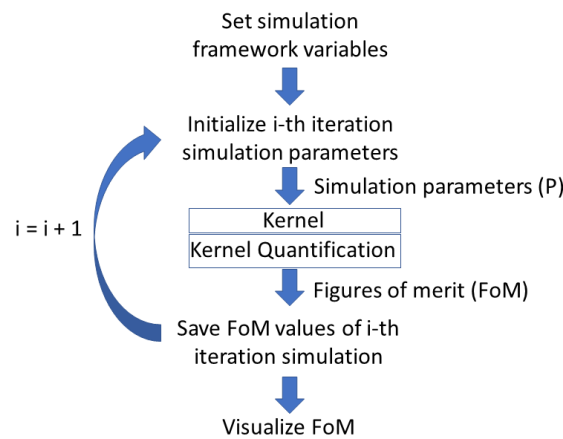 Set simulation
framework variables
Initialize i-th iteration
simulation parameters
Simulation parameters (P)
Kernel
i = i + 1
Kernel Quantification
Figures of merit (FoM)
Save FoM values of i-th
iteration simulation
Visualize FoM